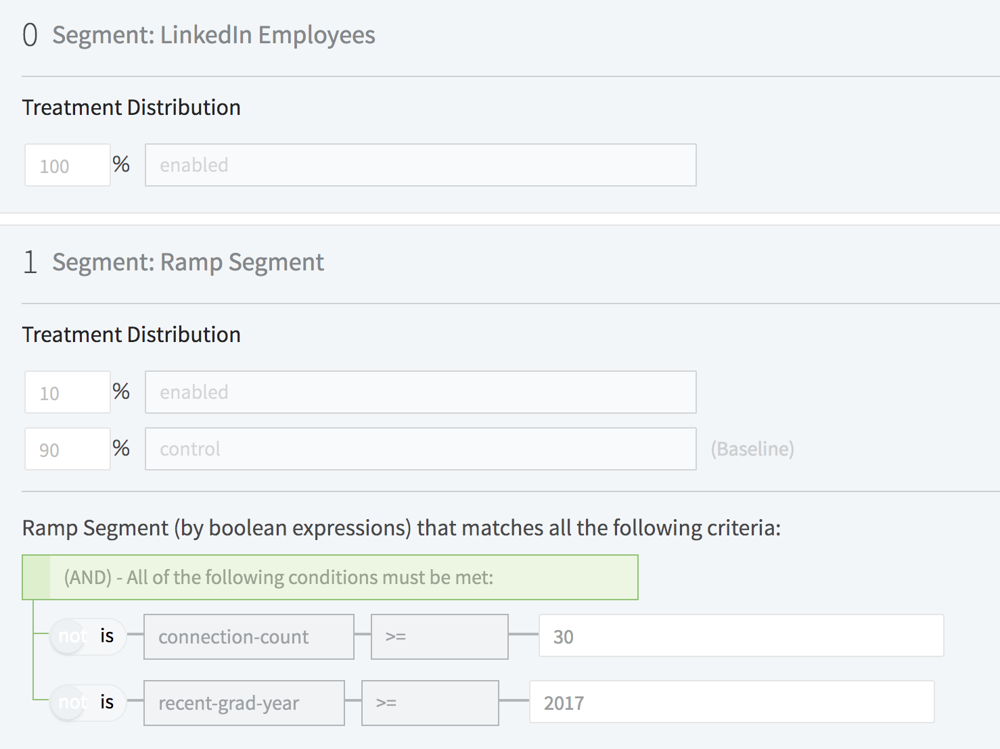 0 Segment: LinkedIn Employees
Treatment Distribution
100 % enabled
1 Segment: Ramp Segment
Treatment Distribution
10 % enabled
90 % control (Baseline)
Ramp Segment (by boolean expressions) that matches all the following criteria:
(AND) - All of the following conditions must be met:
not is connection-count >= 30
not is recent-grad-year >= 2017